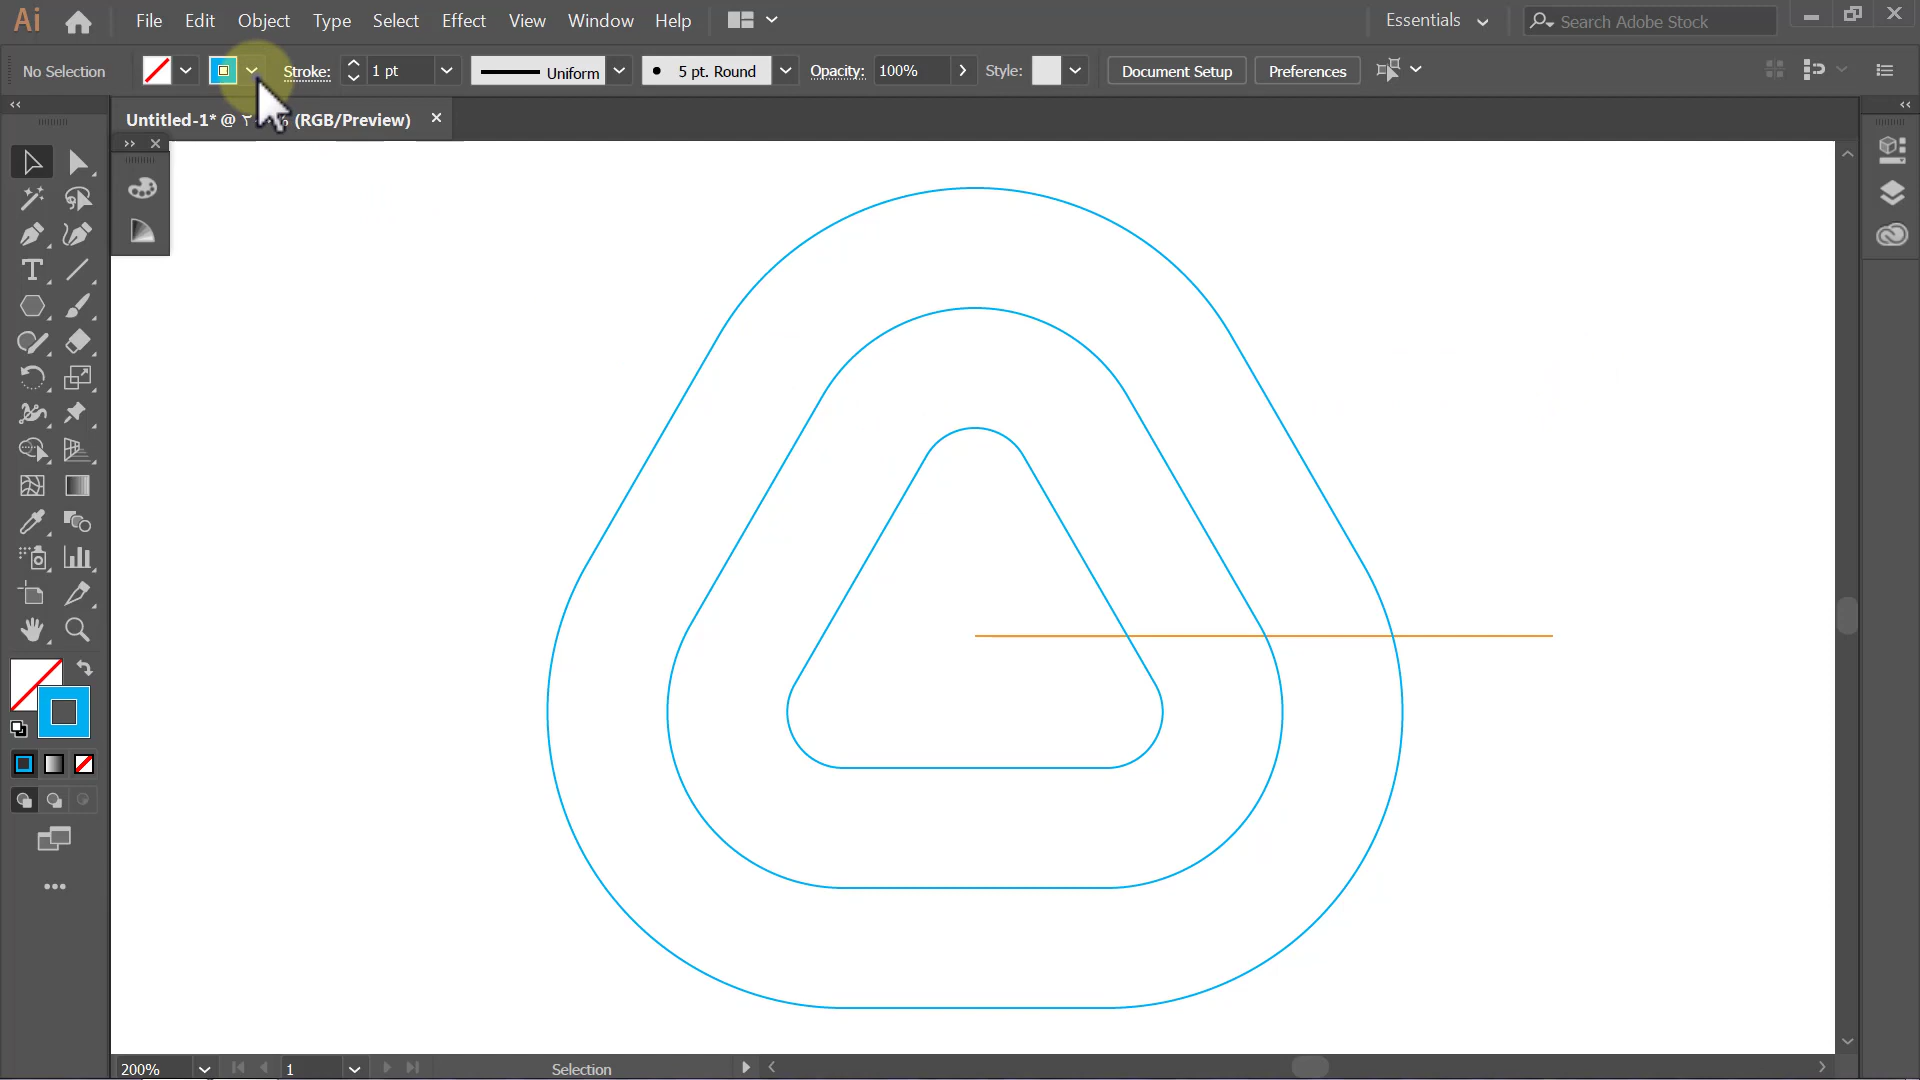 Ai File Edit Object Type Select Effect View Window Help Essentials Search Adobe Stock
No Selection Stroke: 1 pt Uniform 5 pt. Round Opacity: 100% Style: Document Setup Preferences
Untitled-1* @ % (RGB/Preview)
200% 1 Selection